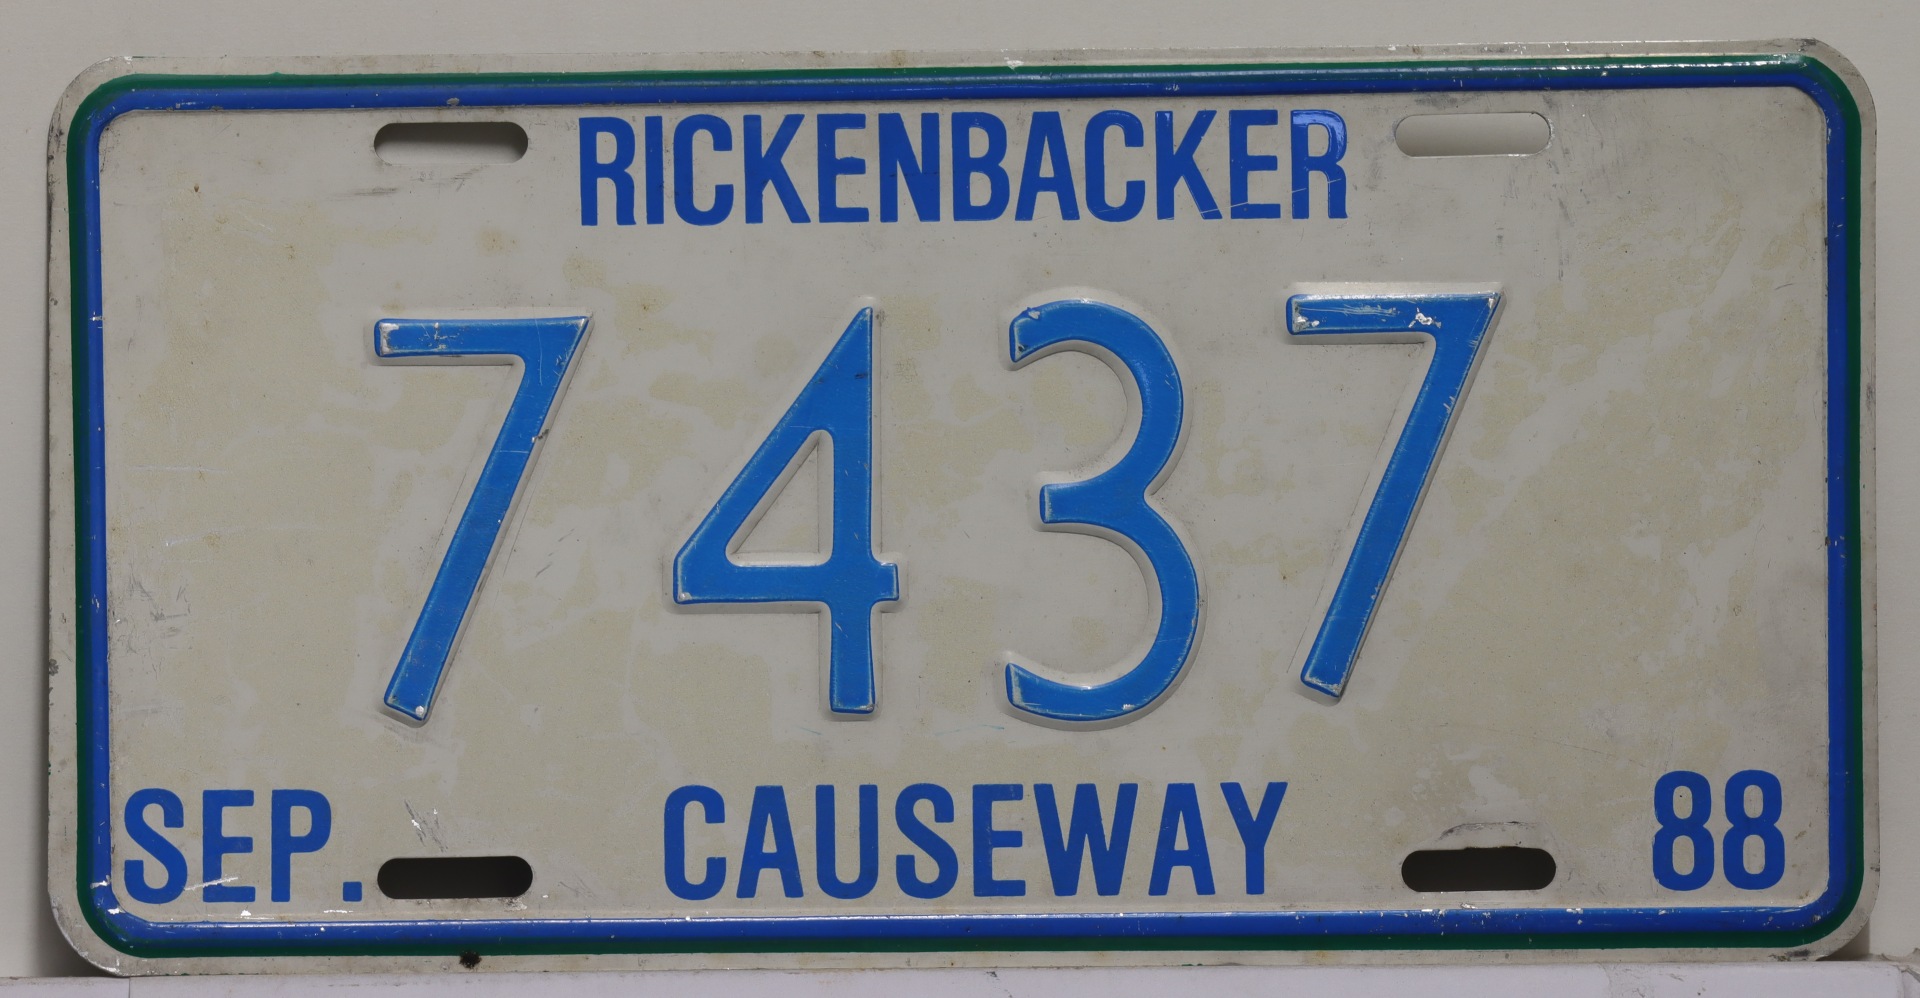 RICKENBACKER
7437
SEP. CAUSEWAY 88